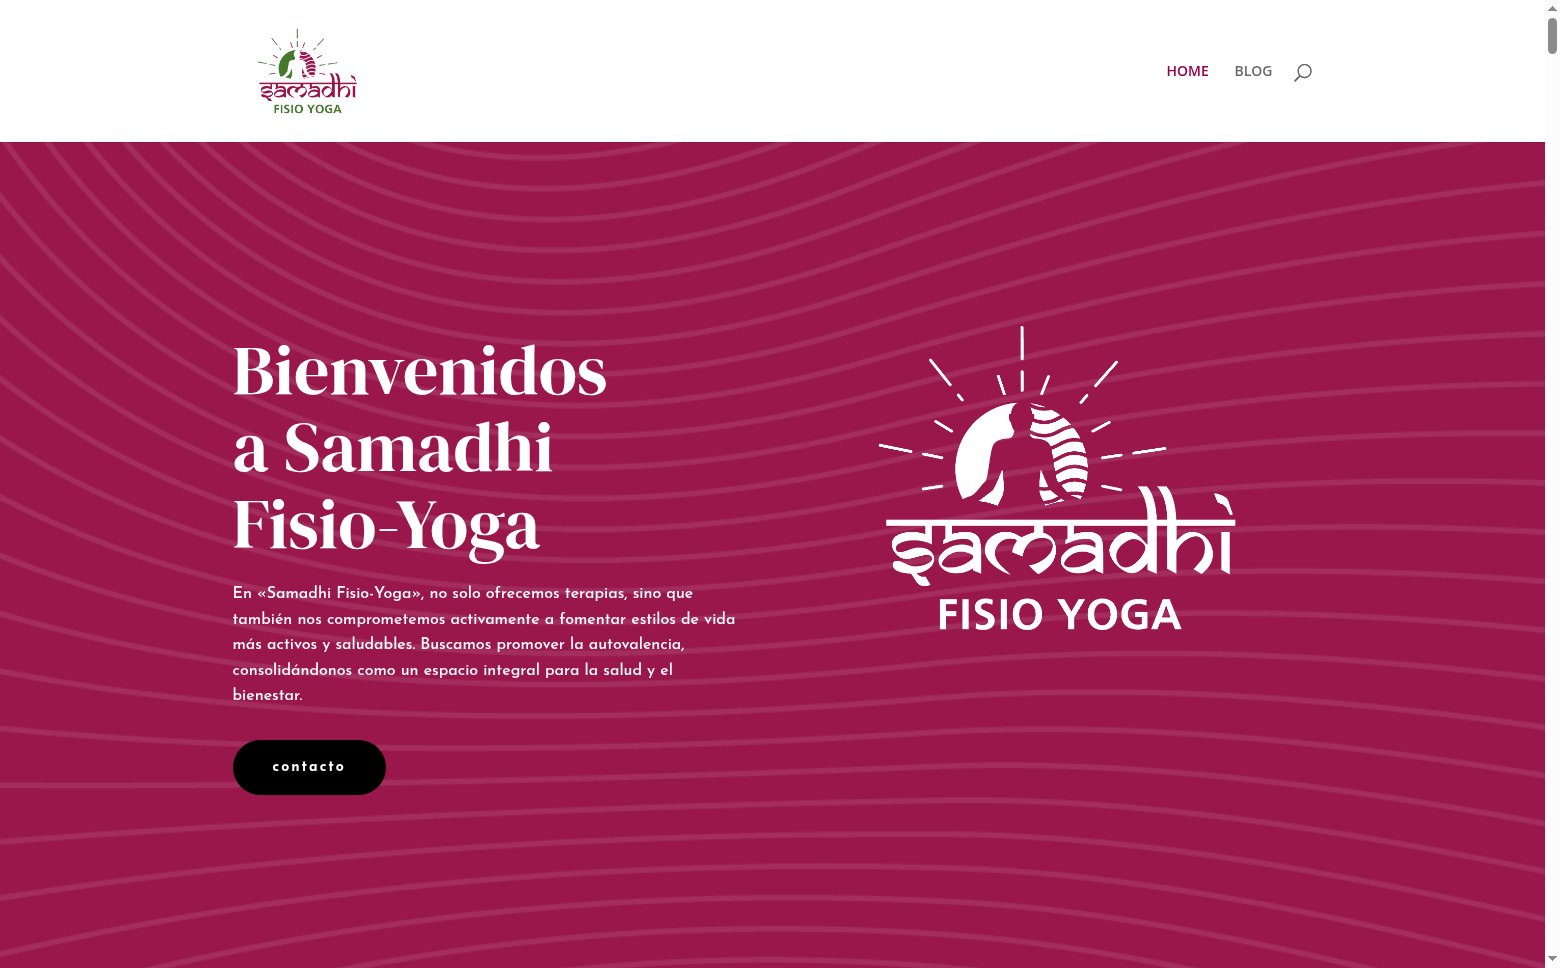 samadhi
FISIO YOGA
HOME
BLOG
Bienvenidos
a Samadhi
Fisio-Yoga
En «Samadhi Fisio-Yoga», no solo ofrecemos terapias, sino que
también nos comprometemos activamente a fomentar estilos de vida
más activos y saludables. Buscamos promover la autovalencia,
consolidándonos como un espacio integral para la salud y el
bienestar.
contacto
samadhi
FISIO YOGA